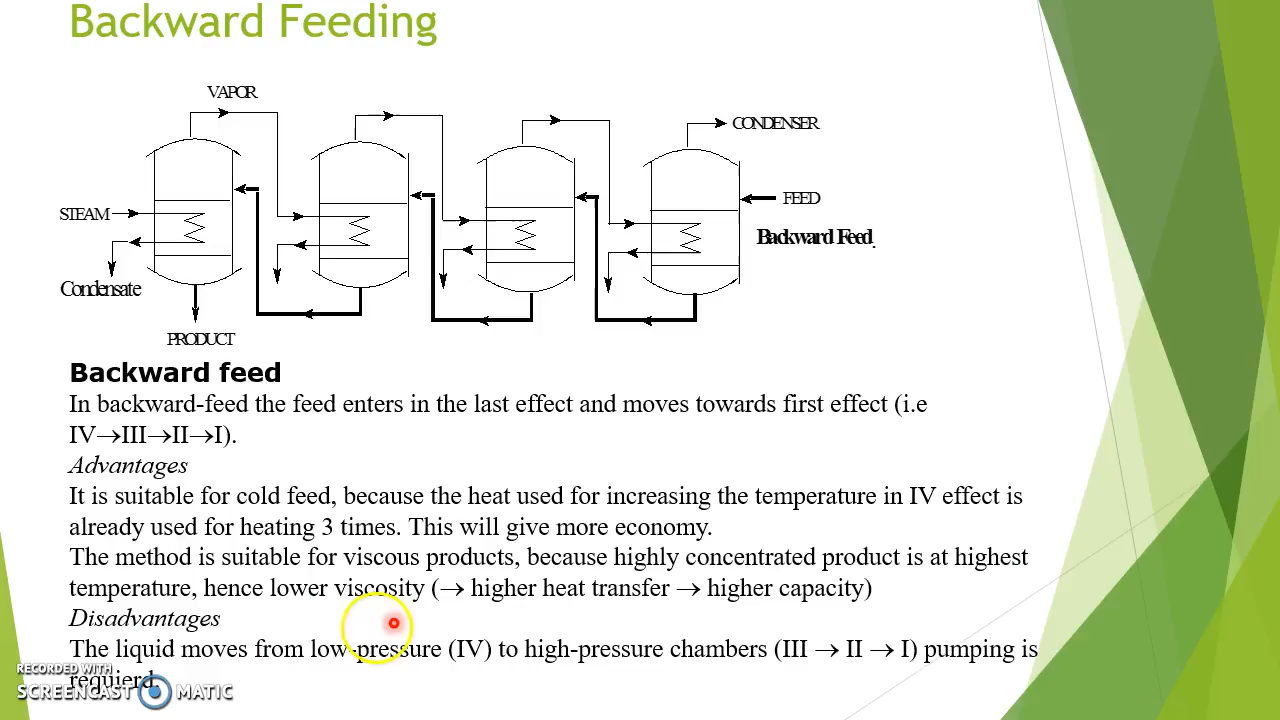 Backward Feeding
VAPOR
CONDENSER
FEED
STEAM
Backward Feed.
Condensate
PRODUCT
Backward feed
In backward-feed the feed enters in the last effect and moves towards first effect (i.e
IV→III→II→I).
Advantages
It is suitable for cold feed, because the heat used for increasing the temperature in IV effect is
already used for heating 3 times. This will give more economy.
The method is suitable for viscous products, because highly concentrated product is at highest
temperature, hence lower viscosity (→ higher heat transfer → higher capacity)
Disadvantages
The liquid moves from low-pressure (IV) to high-pressure chambers (III → II → I) pumping is
requierd.
RECORDED WITH
SCREENCAST MATIC